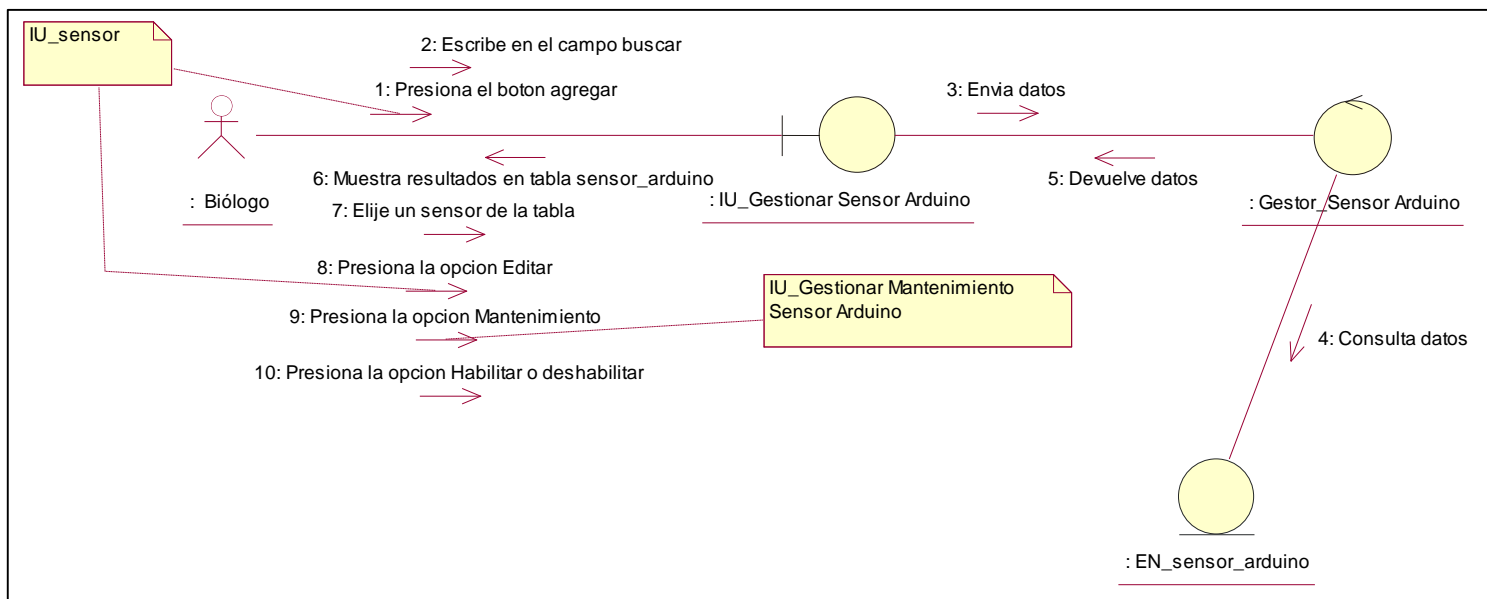 IU_sensor
2: Escribe en el campo buscar
1: Presiona el boton agregar
3: Envia datos
6: Muestra resultados en tabla sensor_arduino
5: Devuelve datos
: Biólogo
: IU_Gestionar Sensor Arduino
: Gestor_Sensor Arduino
7: Elije un sensor de la tabla
8: Presiona la opcion Editar
IU_Gestionar Mantenimiento
Sensor Arduino
9: Presiona la opcion Mantenimiento
4: Consulta datos
10: Presiona la opcion Habilitar o deshabilitar
: EN_sensor_arduino